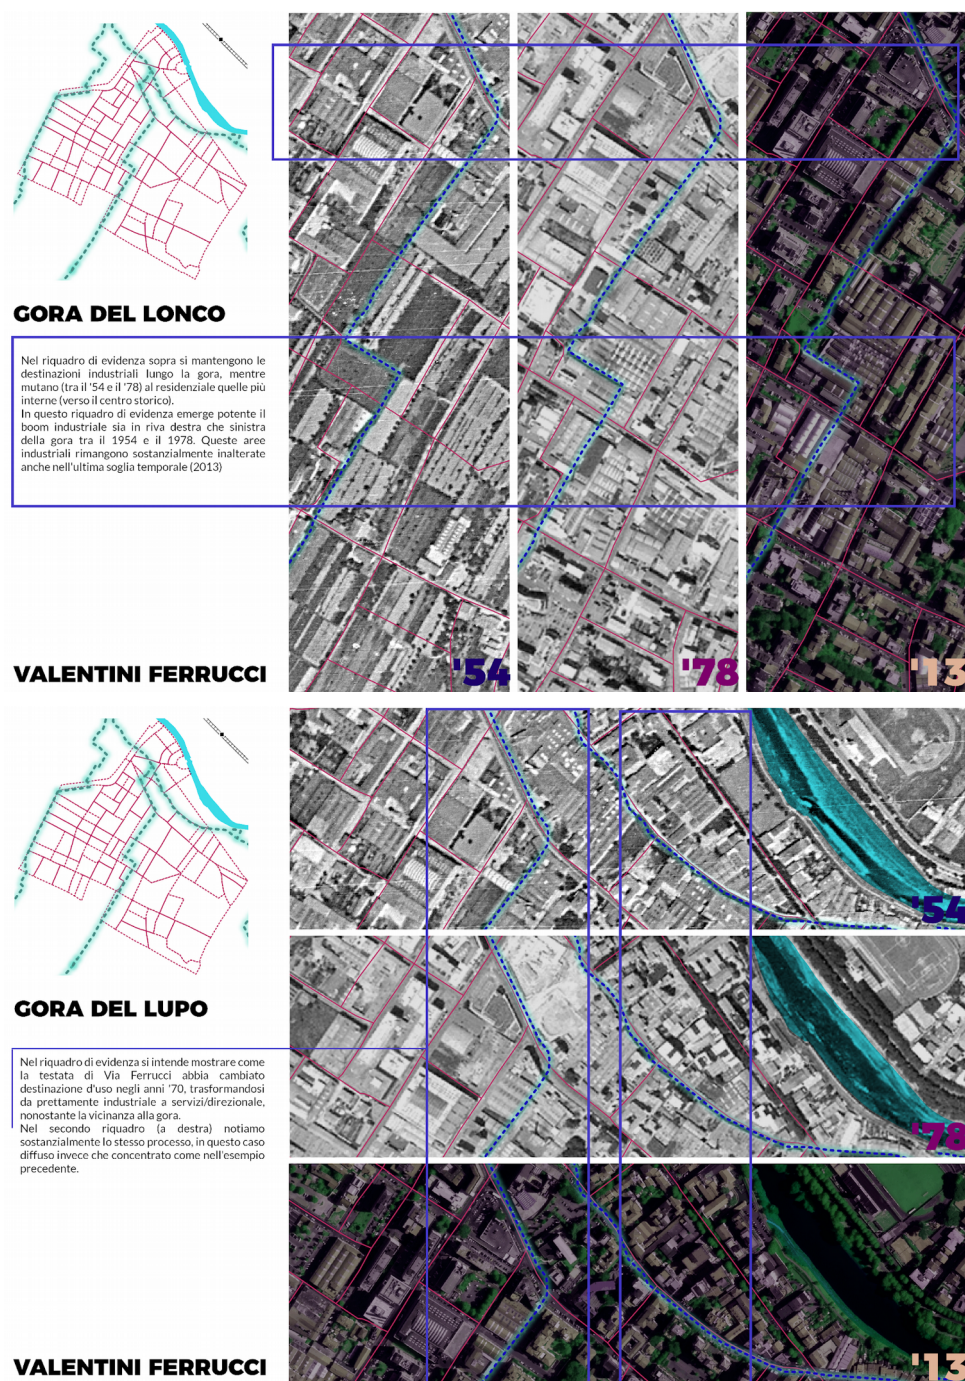 GORA DEL LONCO
Nel riquadro di evidenza sopra si mantengono le
destinazioni industriali lungo la gora, mentre
mutano (tra il '54 e il '78) al residenziale quelle più
interne (verso il centro storico).
In questo riquadro di evidenza emerge potente il
boom industriale sia in riva destra che sinistra
della gora tra il 1954 e il 1978. Queste aree
industriali rimangono sostanzialmente inalterate
anche nell'ultima soglia temporale (2013)
VALENTINI FERRUCCI
'54
'78
'13
GORA DEL LUPO
Nel riquadro di evidenza si intende mostrare come
la testata di Via Ferrucci abbia cambiato
destinazione d'uso negli anni '70, trasformandosi
da prettamente industriale a servizi/direzionale,
nonostante la vicinanza alla gora.
Nel secondo riquadro (a destra) notiamo
sostanzialmente lo stesso processo, in questo caso
diffuso invece che concentrato come nell'esempio
precedente.
'54
'78
VALENTINI FERRUCCI
'13